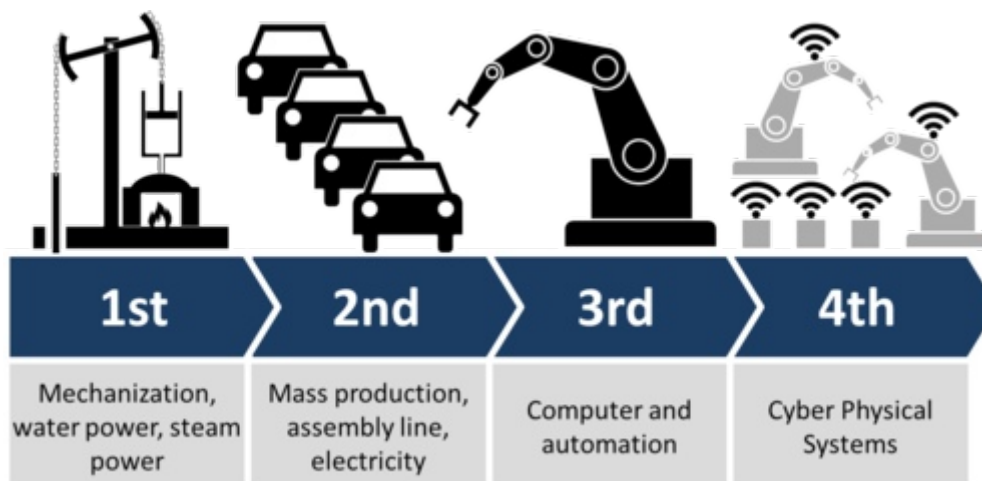 1st
2nd
3rd
4th
Mechanization,
water power, steam
power
Mass production,
assembly line,
electricity
Computer and
automation
Cyber Physical
Systems